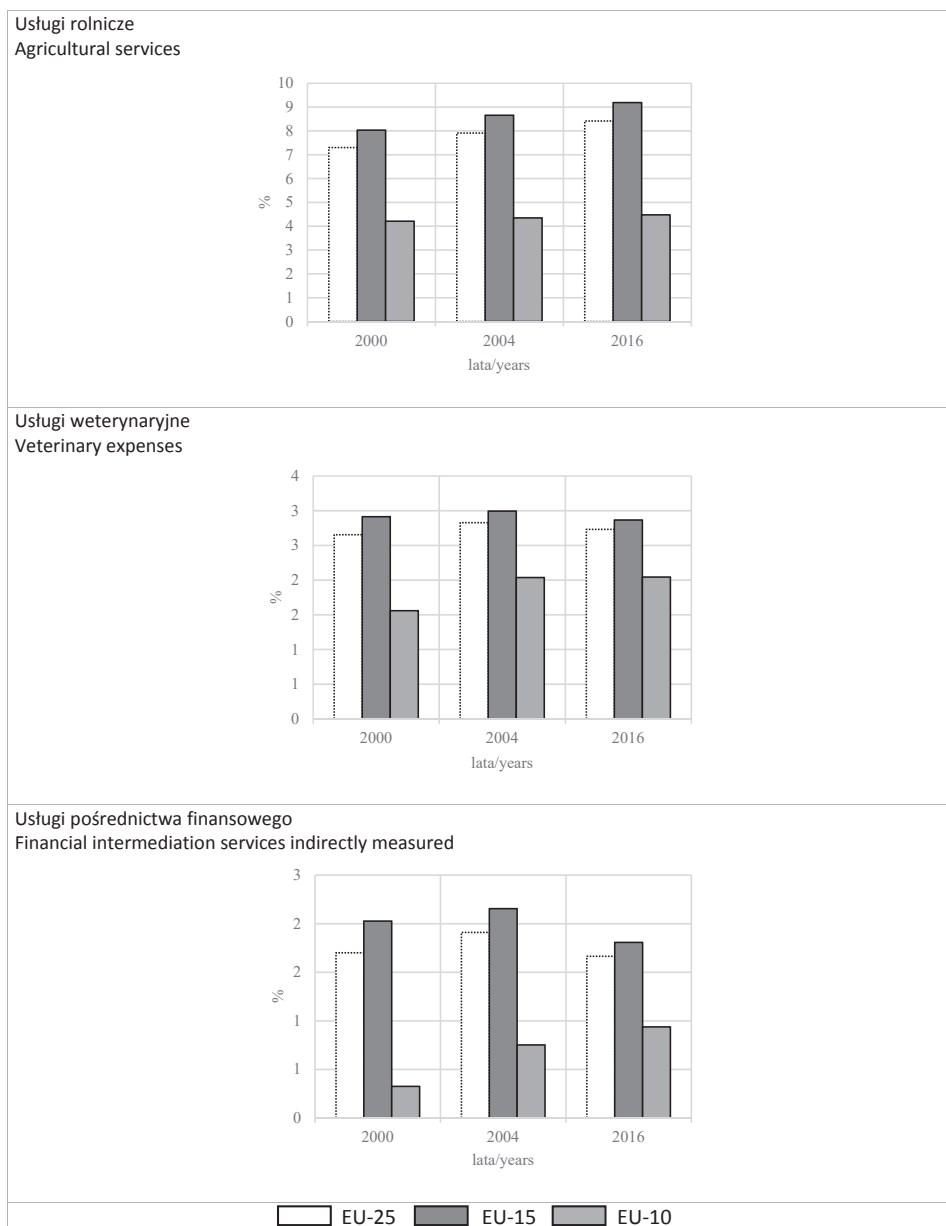 Usługi rolnicze
Agricultural services
10
9
8
7
6
5
4
3
2
1
0
%
2000 2004 2016
lata/years
Usługi weterynaryjne
Veterinary expenses
4
3
3
2
2
1
1
0
%
2000 2004 2016
lata/years
Usługi pośrednictwa finansowego
Financial intermediation services indirectly measured
3
2
2
1
1
0
%
2000 2004 2016
lata/years
EU-25 EU-15 EU-10